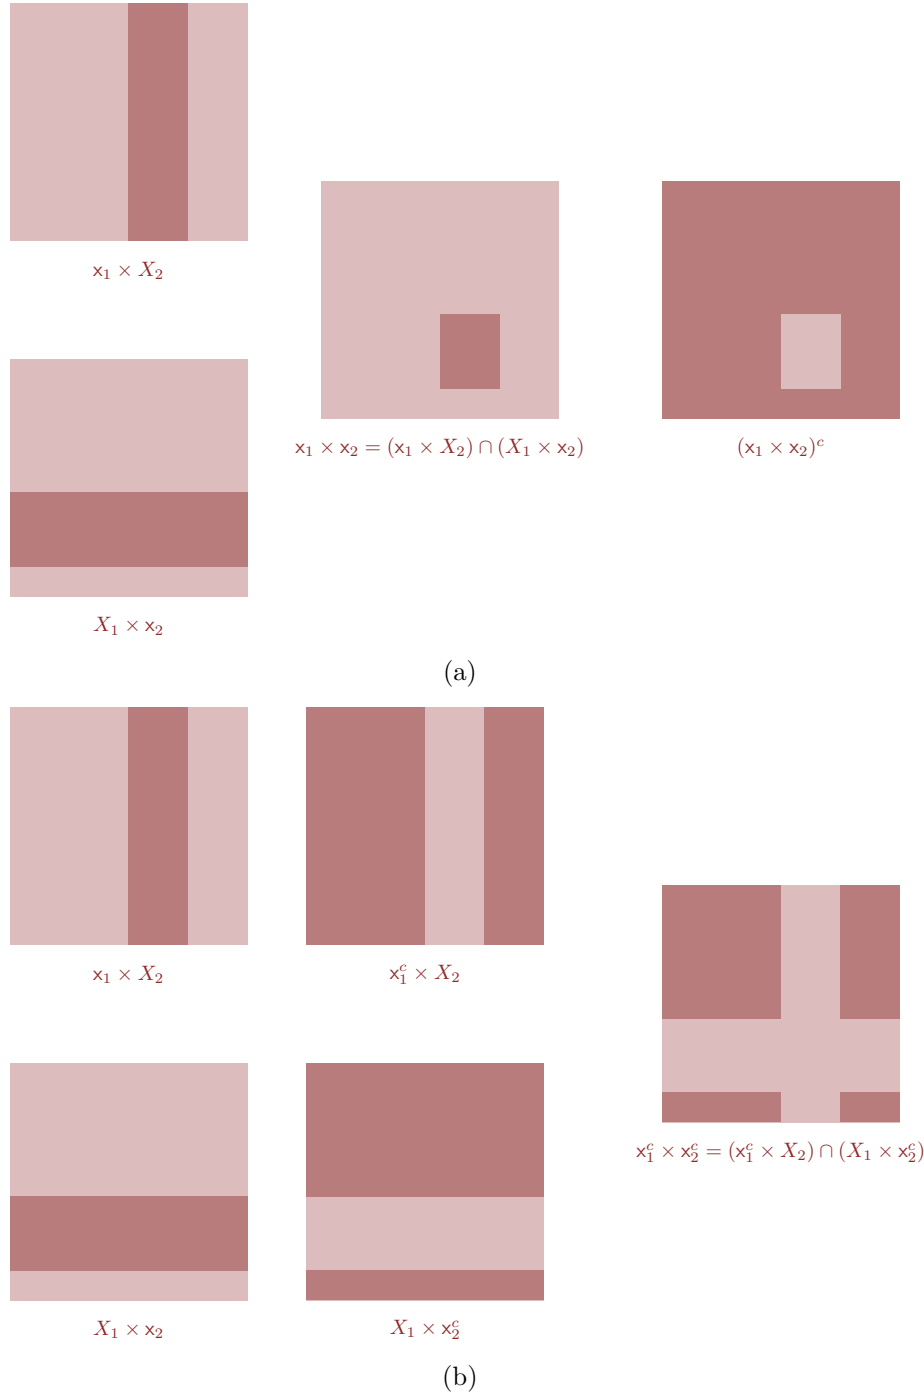 x₁ × X₂
x₁ × x₂ = (x₁ × X₂) ∩ (X₁ × x₂)
(x₁ × x₂)ᶜ
X₁ × x₂
(a)
x₁ × X₂
x₁ᶜ × X₂
x₁ᶜ × x₂ᶜ = (x₁ᶜ × X₂) ∩ (X₁ × x₂ᶜ)
X₁ × x₂
X₁ × x₂ᶜ
(b)